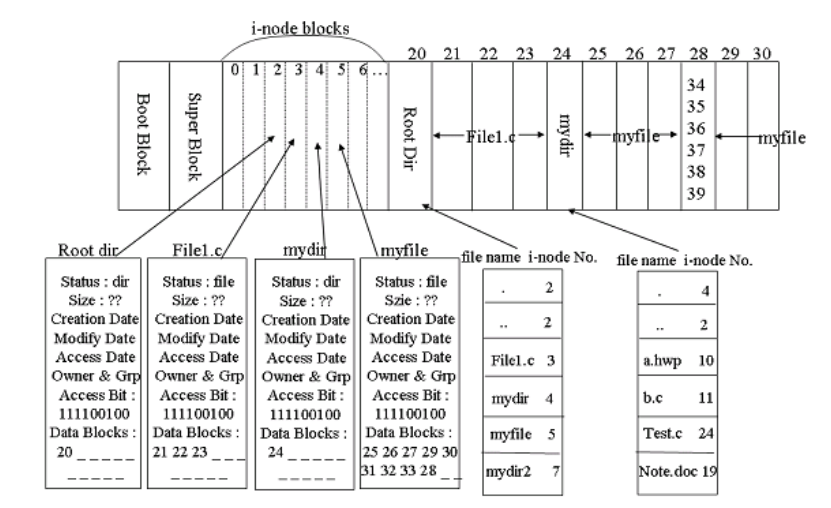 i-node blocks
20 21 22 23 24 25 26 27 28 29 30
0 1 2 3 4 5 6 ...
Boot Block
Super Block
Root Dir
File1.c
mydir
myfile
34
35
36
37
38
39
myfile
Root dir
Status : dir
Size : ??
Creation Date
Modify Date
Access Date
Owner & Grp
Access Bit :
111100100
Data Blocks :
20 _ _ _ _ _
_ _ _ _ _
File1.c
Status : file
Size : ??
Creation Date
Modify Date
Access Date
Owner & Grp
Access Bit :
111100100
Data Blocks :
21 22 23 _ _ _
_ _ _ _ _
mydir
Status : dir
Size : ??
Creation Date
Modify Date
Access Date
Owner & Grp
Access Bit :
111100100
Data Blocks :
24 _ _ _ _ _
_ _ _ _ _
myfile
Status : file
Szie : ??
Creation Date
Modify Date
Access Date
Owner & Grp
Access Bit :
111100100
Data Blocks :
25 26 27 29 30
31 32 33 28 _ _
file name i-node No.
. 2
.. 2
File1.c 3
mydir 4
myfile 5
mydir2 7
file name i-node No.
. 4
.. 2
a.hwp 10
b.c 11
Test.c 24
Note.doc 19